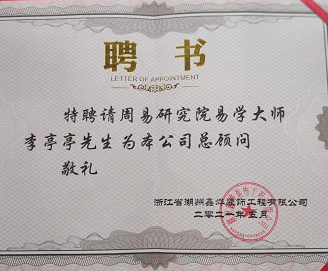 聘书
LETTER OF APPOINTMENT
特聘请周易研究院易学大师
李亭亭先生为本公司总顾问
敬礼
浙江省湖州鑫洋装饰工程有限公司
二零二一年五月